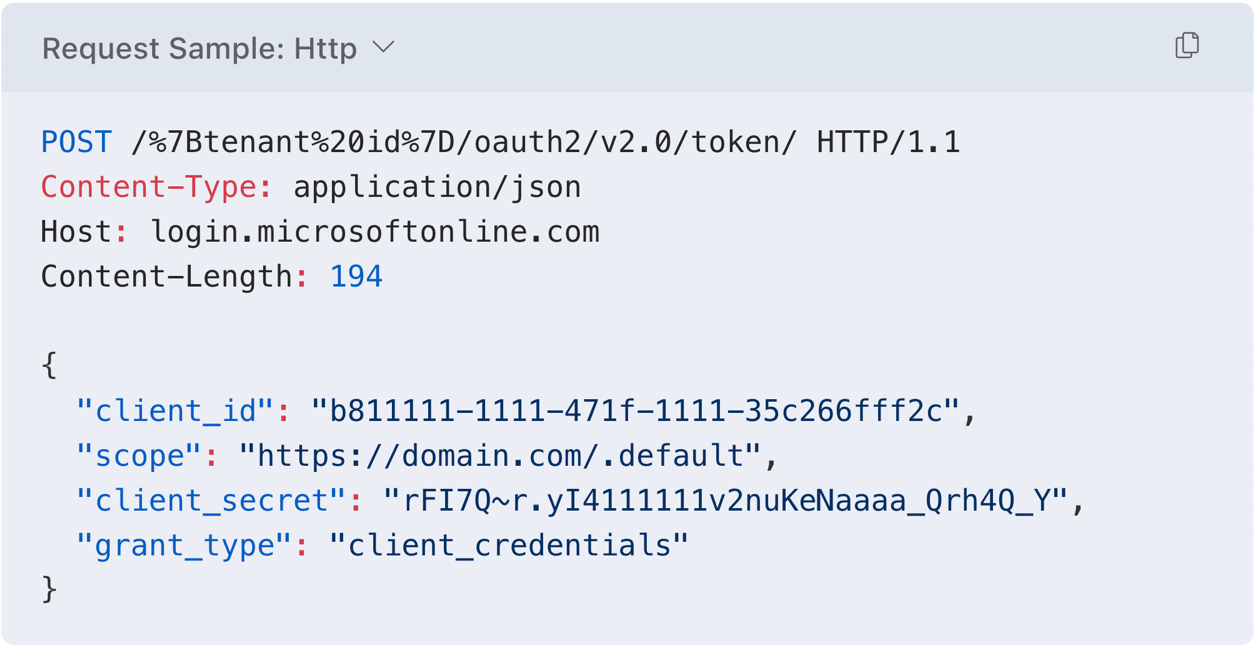 Request Sample: Http
POST /%7Btenant%20id%7D/oauth2/v2.0/token/ HTTP/1.1
Content-Type: application/json
Host: login.microsoftonline.com
Content-Length: 194
{
"client_id": "b811111-1111-471f-1111-35c266fff2c",
"scope": "https://domain.com/.default",
"client_secret": "rFI7Q~r.yI4111111v2nuKeNaaaa_Qrh4Q_Y",
"grant_type": "client_credentials"
}